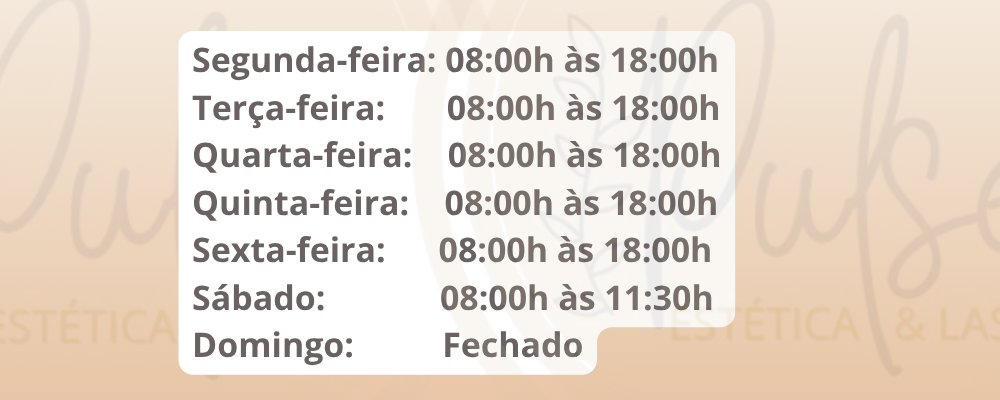 Segunda-feira: 08:00h às 18:00h
Terça-feira: 08:00h às 18:00h
Quarta-feira: 08:00h às 18:00h
Quinta-feira: 08:00h às 18:00h
Sexta-feira: 08:00h às 18:00h
Sábado: 08:00h às 11:30h
Domingo: Fechado
Pulse
ESTÉTICA
ESTÉTICA & LAS